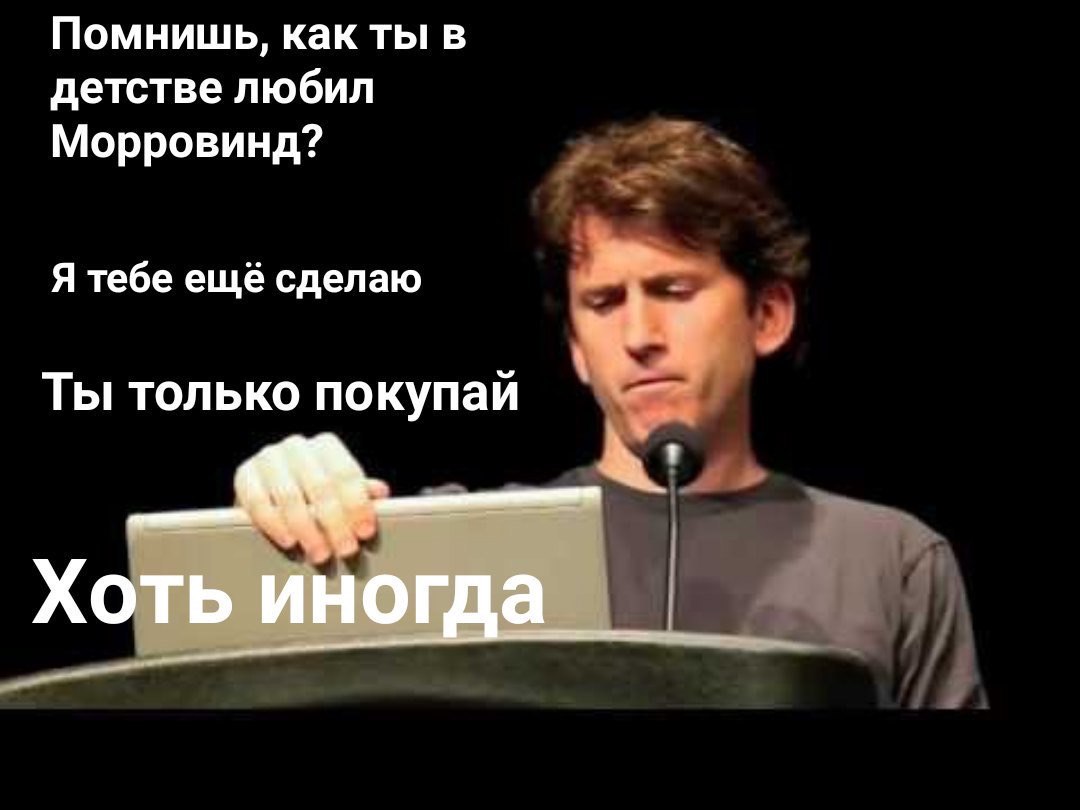 Помнишь, как ты в
детстве любил
Морровинд?
Я тебе ещё сделаю
Ты только покупай
Хоть иногда